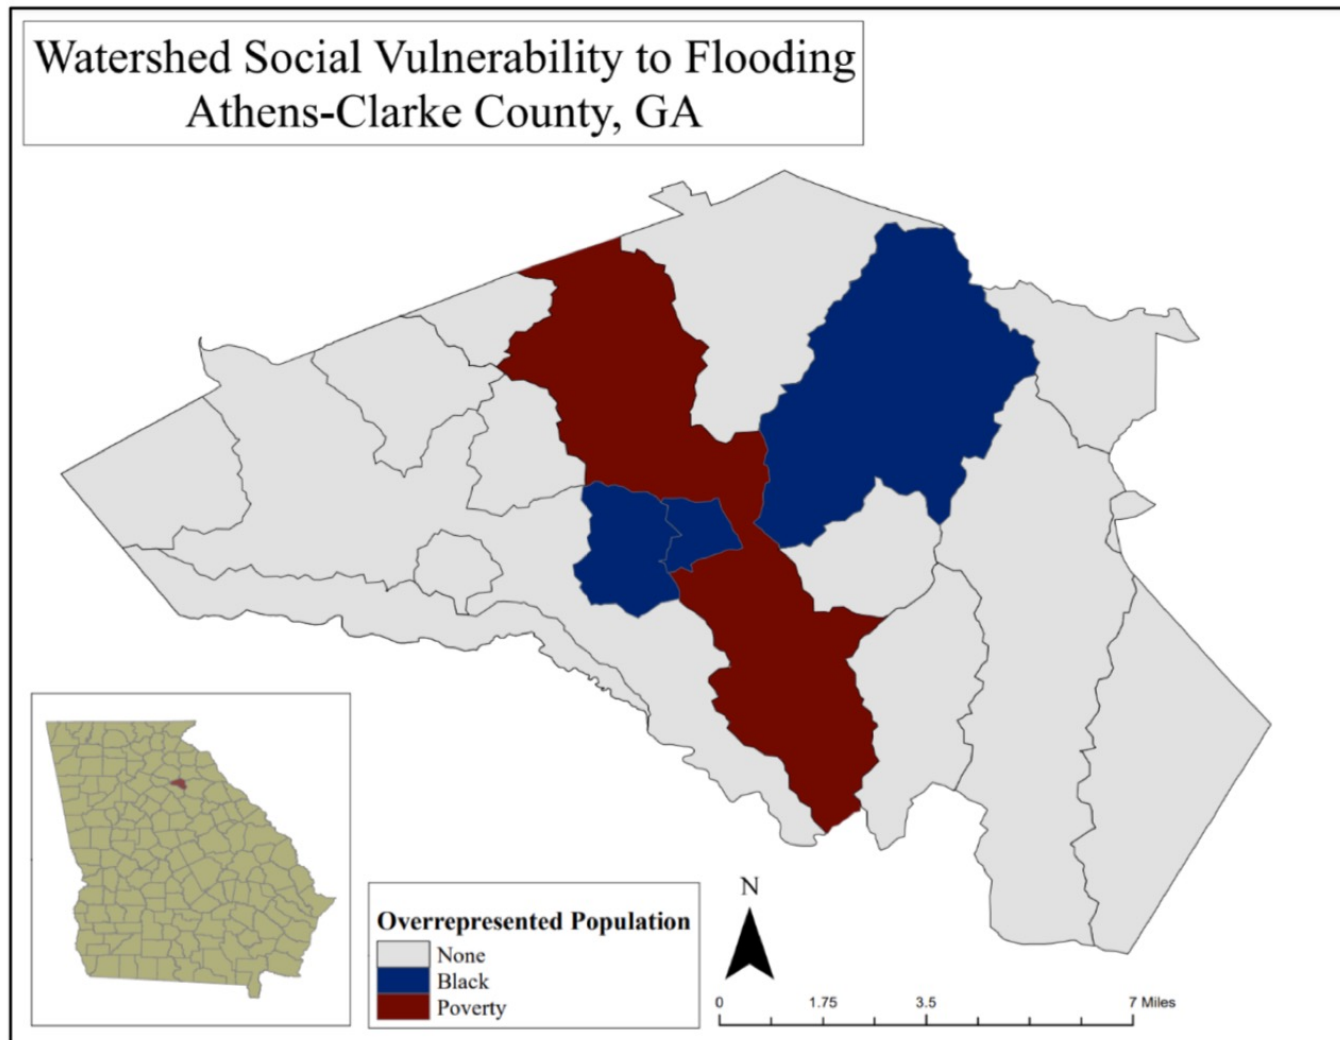 Watershed Social Vulnerability to Flooding
Athens-Clarke County, GA
Overrepresented Population
None
Black
Poverty
N
0 1.75 3.5 7 Miles